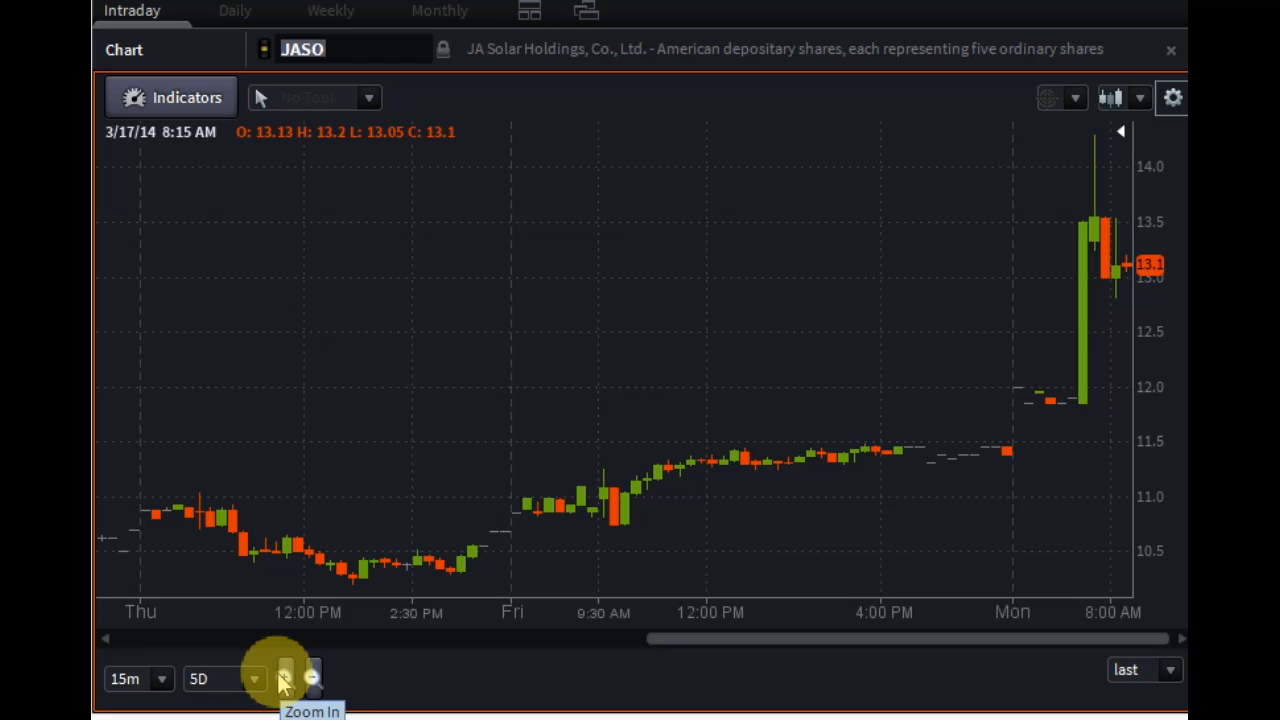 Intraday Daily Weekly Monthly
Chart JASO JA Solar Holdings, Co., Ltd. - American depositary shares, each representing five ordinary shares ×
Indicators No Tool
3/17/14 8:15 AM O: 13.13 H: 13.2 L: 13.05 C: 13.1
14.0
13.5
13.1
13.0
12.5
12.0
11.5
11.0
10.5
Thu 12:00 PM 2:30 PM Fri 9:30 AM 12:00 PM 4:00 PM Mon 8:00 AM
15m 5D last
Zoom In